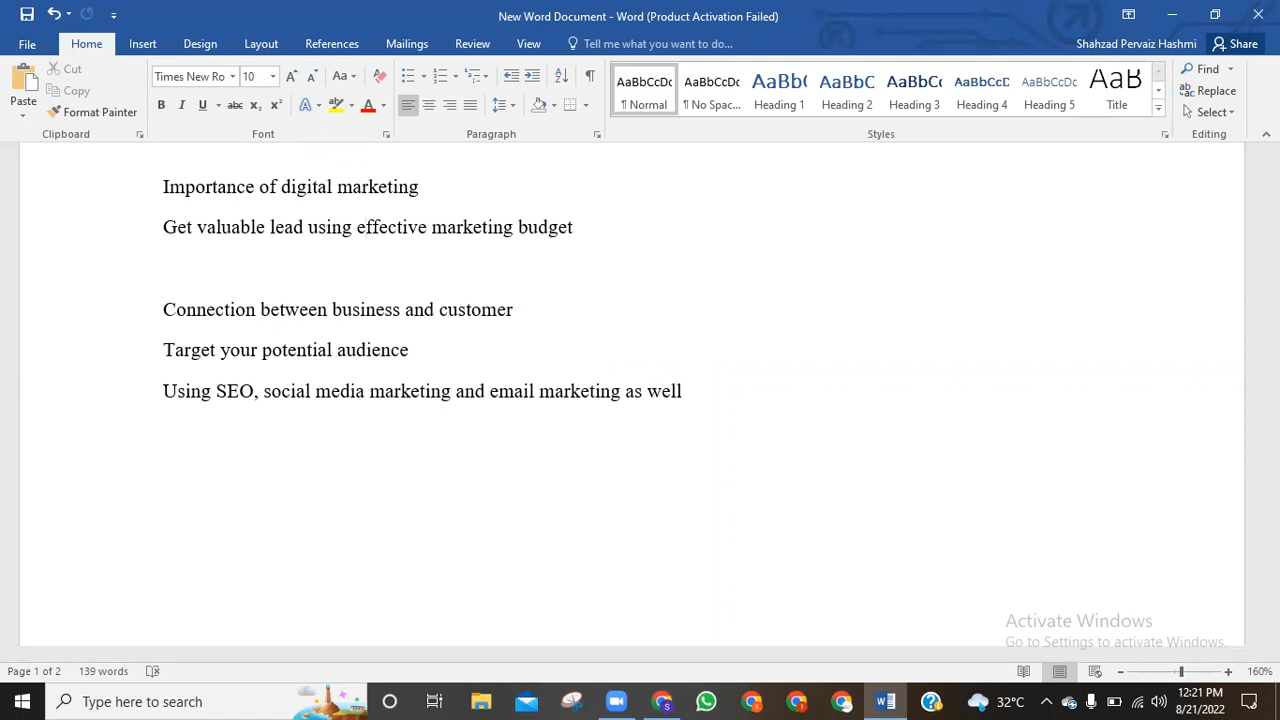 New Word Document - Word (Product Activation Failed)
File Home Insert Design Layout References Mailings Review View Tell me what you want to do... Shahzad Pervaiz Hashmi Share
Paste Cut Copy Format Painter
Clipboard
Times New Ro 10
Font
Paragraph
AaBbCcDc AaBbCcDc AaBbC AaBbC AaBbCc AaBbCcD AaBbCcDc AaB
¶ Normal ¶ No Spac... Heading 1 Heading 2 Heading 3 Heading 4 Heading 5 Title
Styles
Find
Replace
Select
Editing
Importance of digital marketing
Get valuable lead using effective marketing budget
Connection between business and customer
Target your potential audience
Using SEO, social media marketing and email marketing as well
Activate Windows
Go to Settings to activate Windows.
Page 1 of 2 139 words 160%
Type here to search
32°C
12:21 PM
8/21/2022